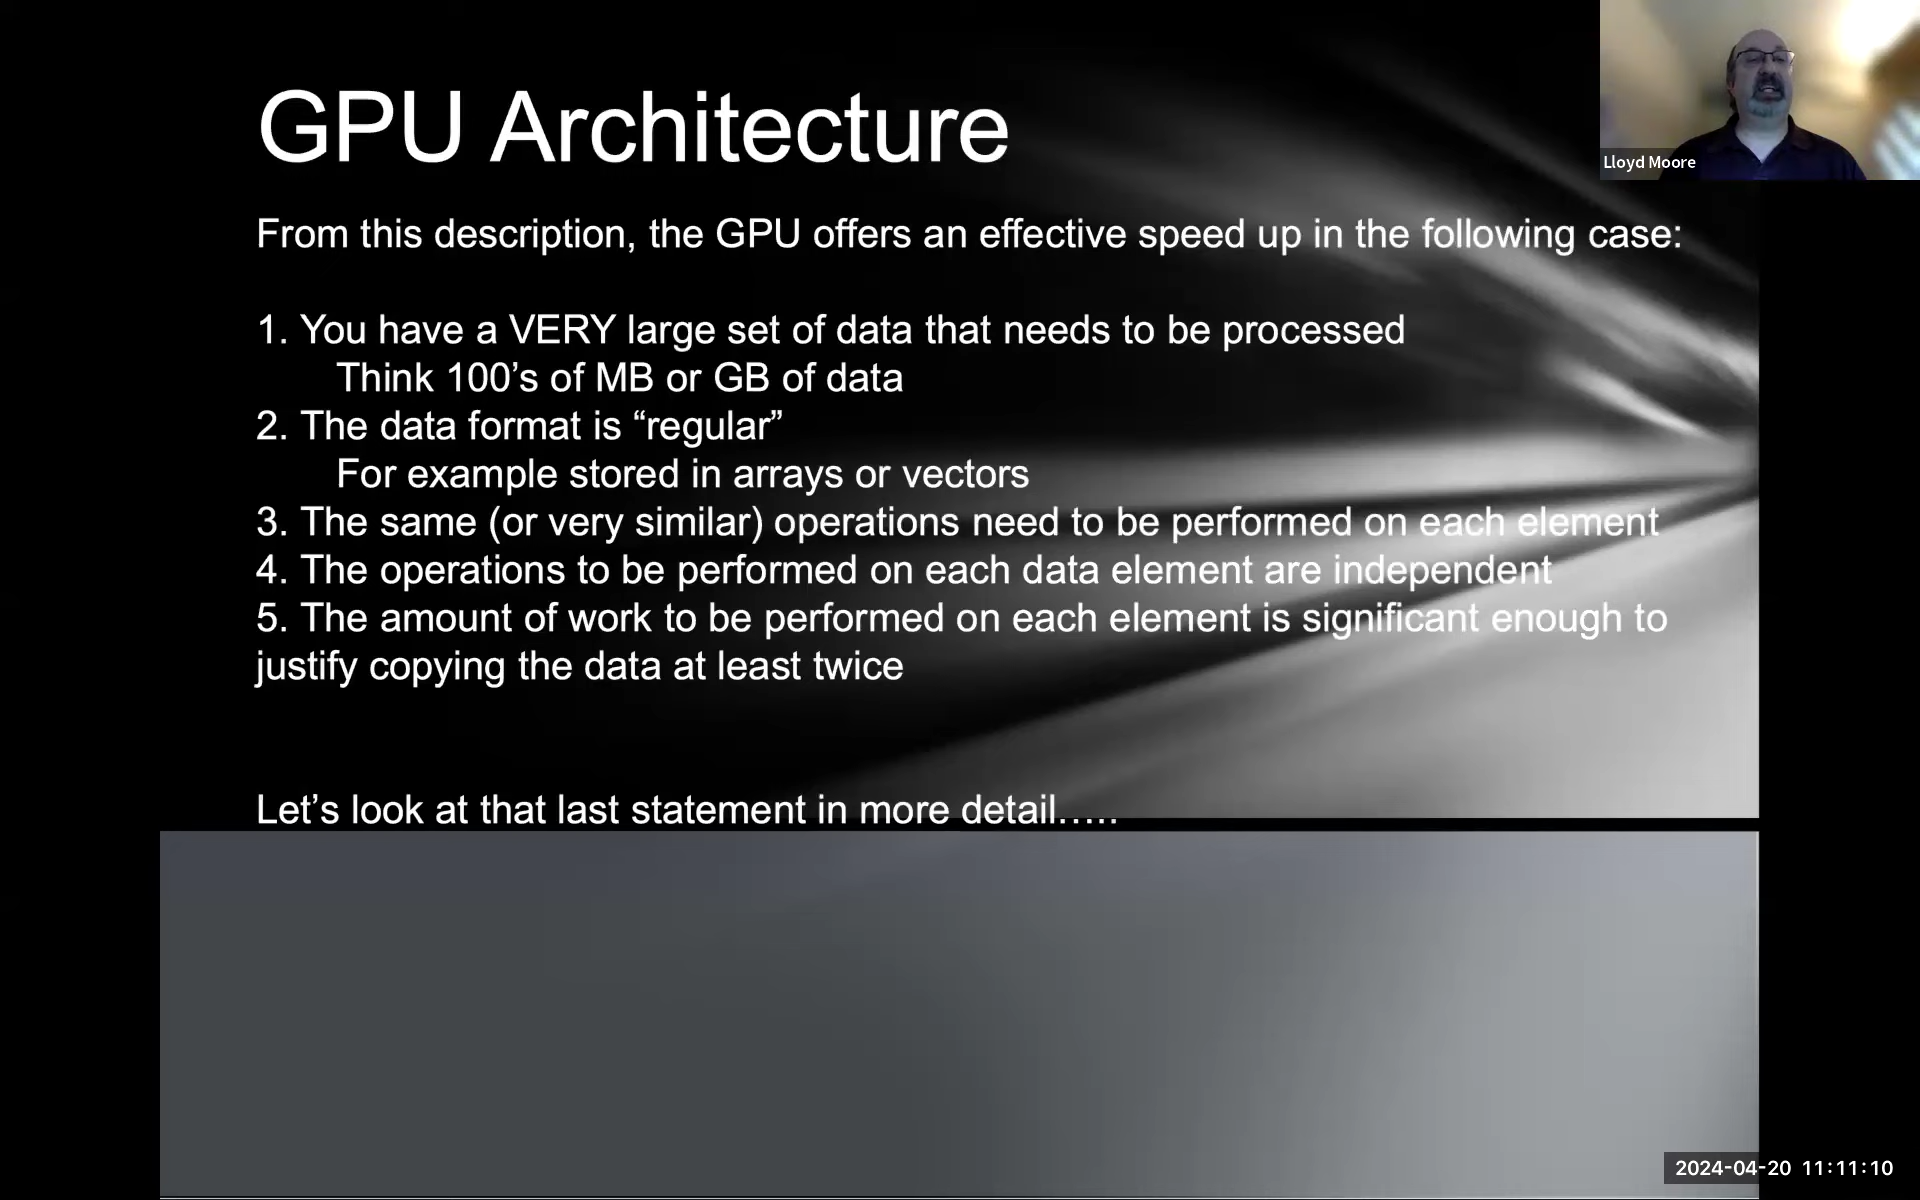 GPU Architecture
Lloyd Moore
From this description, the GPU offers an effective speed up in the following case:
1. You have a VERY large set of data that needs to be processed
Think 100’s of MB or GB of data
2. The data format is “regular”
For example stored in arrays or vectors
3. The same (or very similar) operations need to be performed on each element
4. The operations to be performed on each data element are independent
5. The amount of work to be performed on each element is significant enough to
justify copying the data at least twice
Let’s look at that last statement in more detail…..
2024-04-20 11:11:10